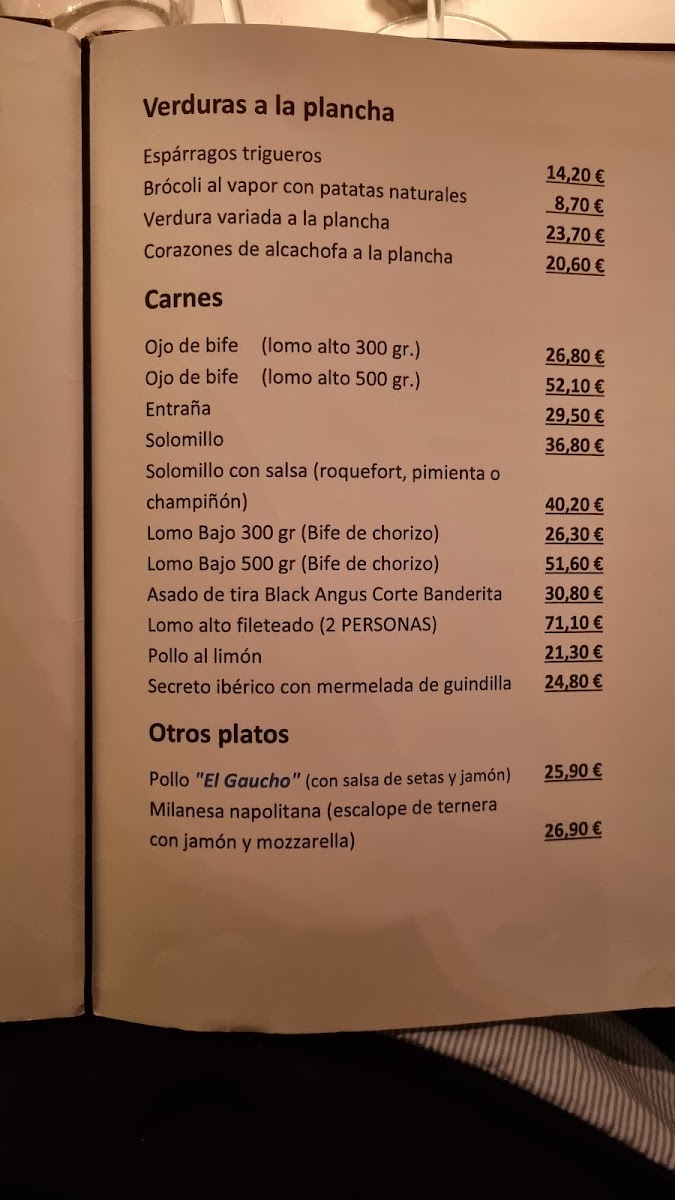 Verduras a la plancha
Espárragos trigueros 14,20 €
Brócoli al vapor con patatas naturales 8,70 €
Verdura variada a la plancha 23,70 €
Corazones de alcachofa a la plancha 20,60 €
Carnes
Ojo de bife (lomo alto 300 gr.) 26,80 €
Ojo de bife (lomo alto 500 gr.) 52,10 €
Entraña 29,50 €
Solomillo 36,80 €
Solomillo con salsa (roquefort, pimienta o
champiñón) 40,20 €
Lomo Bajo 300 gr (Bife de chorizo) 26,30 €
Lomo Bajo 500 gr (Bife de chorizo) 51,60 €
Asado de tira Black Angus Corte Banderita 30,80 €
Lomo alto fileteado (2 PERSONAS) 71,10 €
Pollo al limón 21,30 €
Secreto ibérico con mermelada de guindilla 24,80 €
Otros platos
Pollo "El Gaucho" (con salsa de setas y jamón) 25,90 €
Milanesa napolitana (escalope de ternera
con jamón y mozzarella) 26,90 €